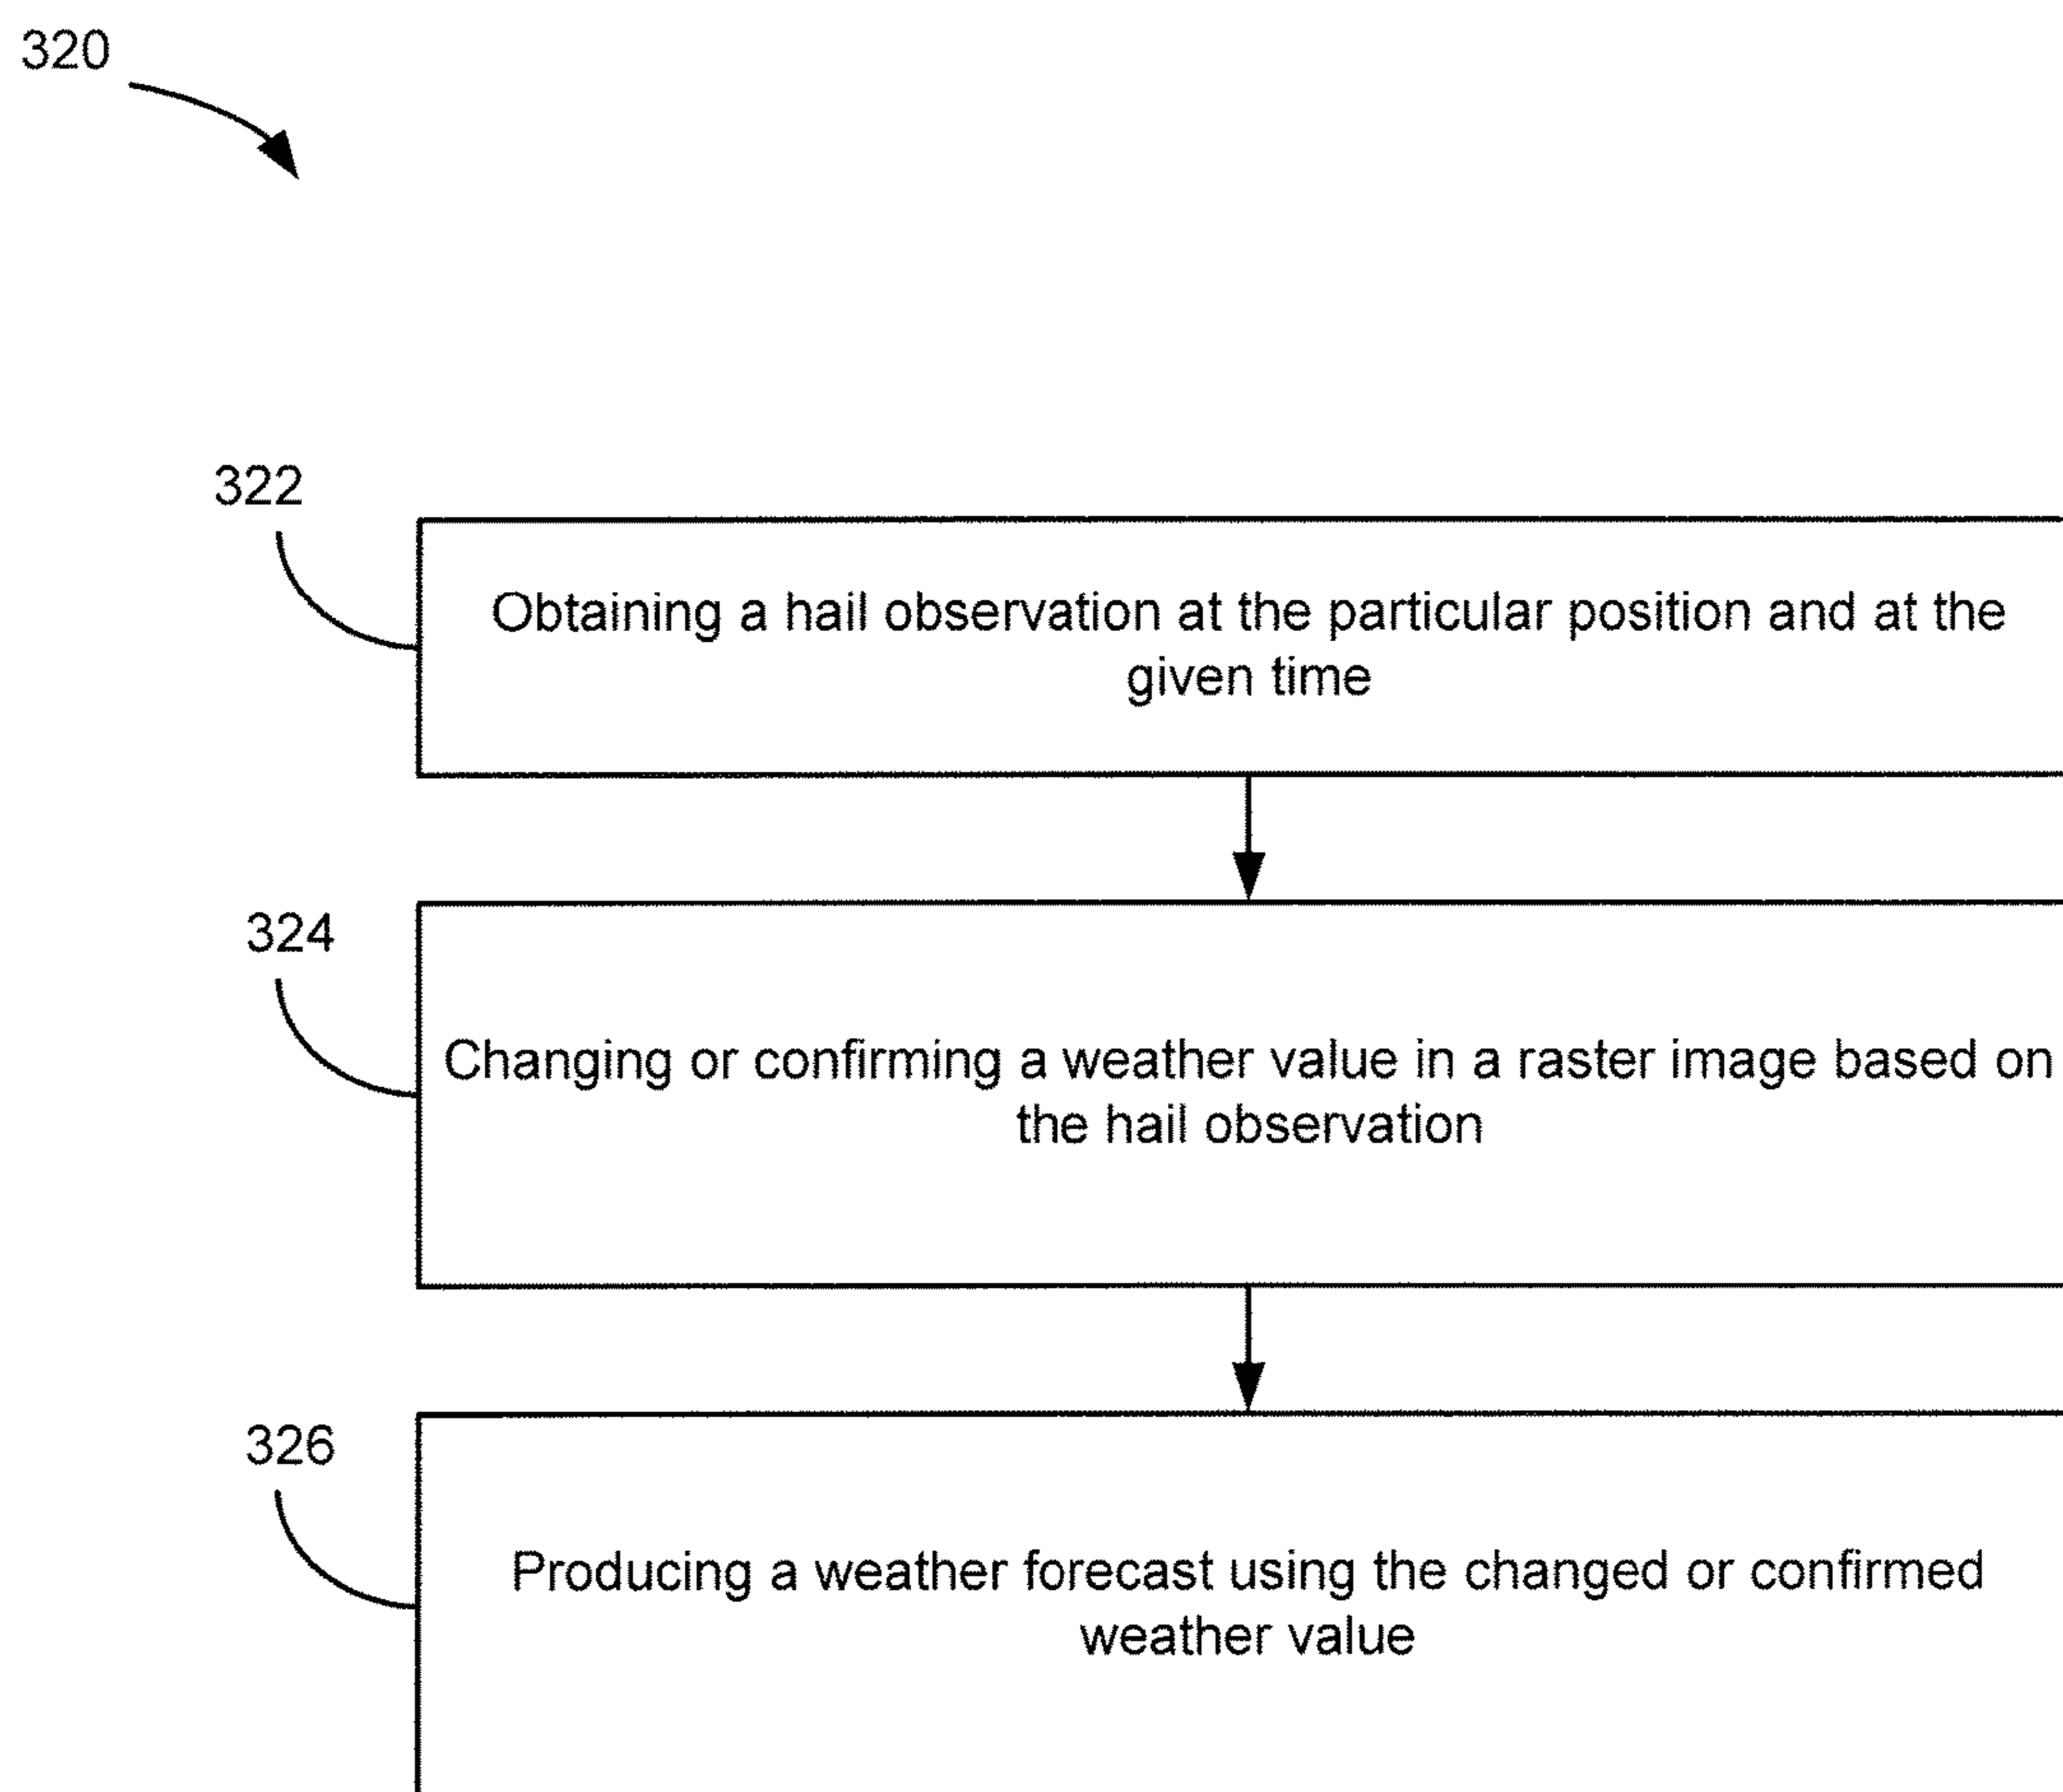 320
322
Obtaining a hail observation at the particular position and at the
given time
324
Changing or confirming a weather value in a raster image based on
the hail observation
326
Producing a weather forecast using the changed or confirmed
weather value